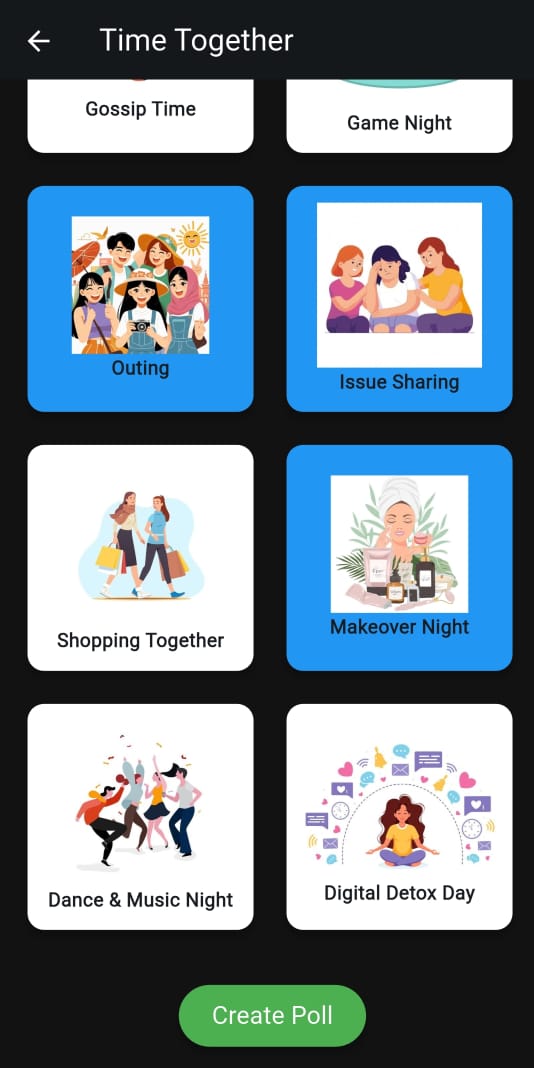 Time Together
Gossip Time
Game Night
Outing
Issue Sharing
Shopping Together
Makeover Night
Dance & Music Night
Digital Detox Day
Create Poll